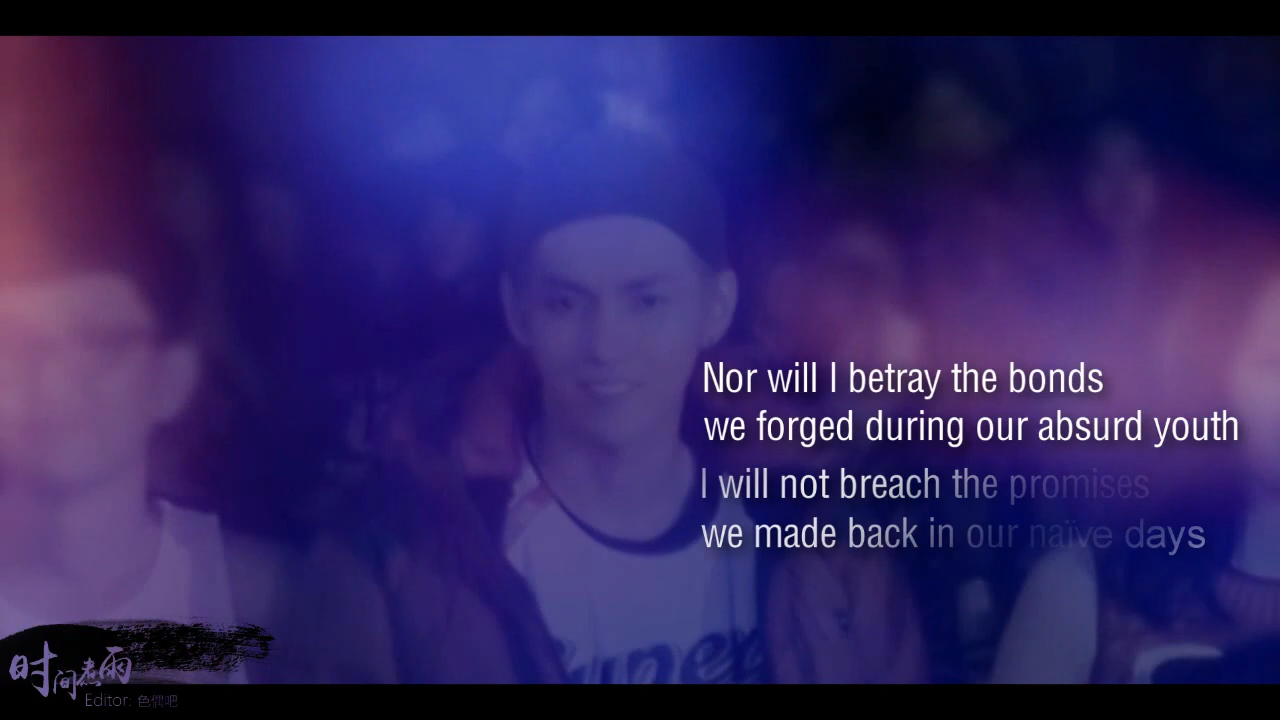 Nor will I betray the bonds
we forged during our absurd youth
I will not breach the promises
we made back in our naïve days
时间煮雨
Editor: 色偶吧